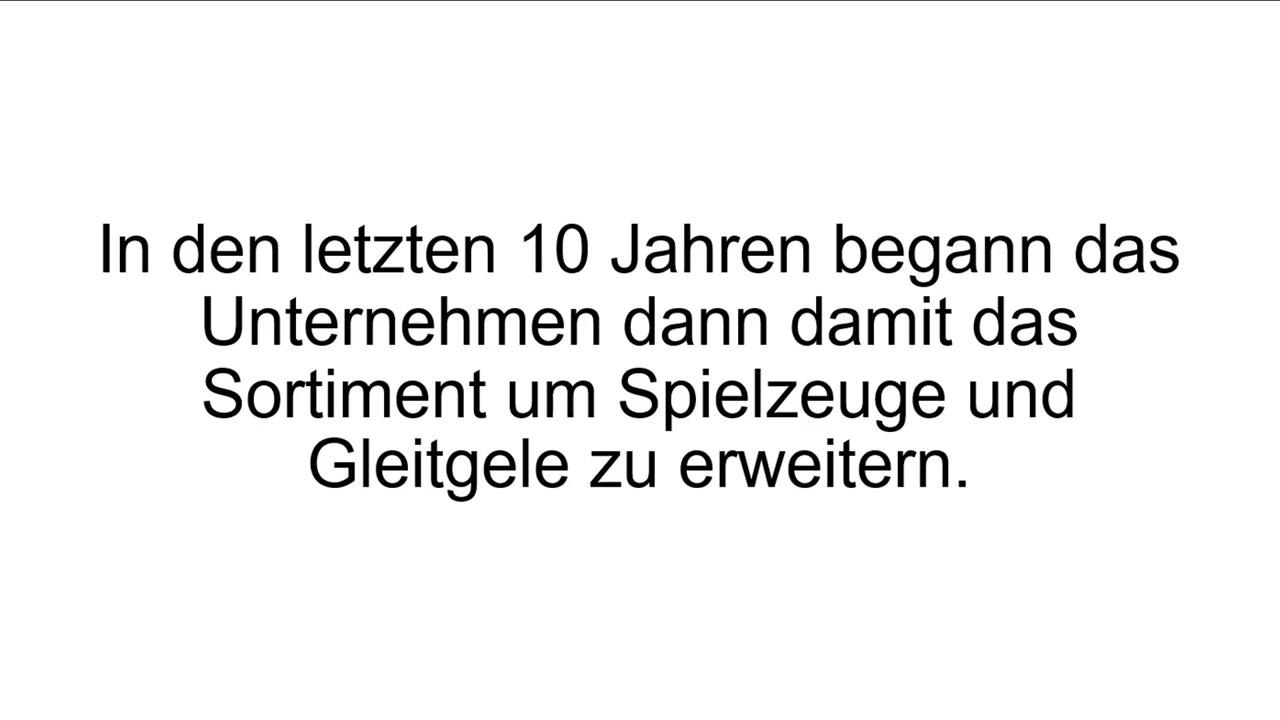 In den letzten 10 Jahren begann das
Unternehmen dann damit das
Sortiment um Spielzeuge und
Gleitgele zu erweitern.